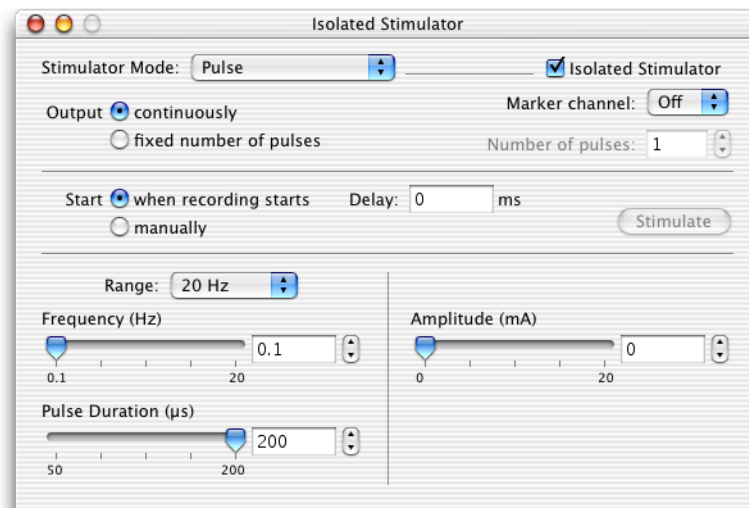 Isolated Stimulator
Stimulator Mode: Pulse Isolated Stimulator
Output continuously Marker channel: Off
fixed number of pulses Number of pulses: 1
Start when recording starts Delay: 0 ms
manually Stimulate
Range: 20 Hz
Frequency (Hz) Amplitude (mA)
0.1 0
0.1 20 0 20
Pulse Duration (µs)
200
50 200